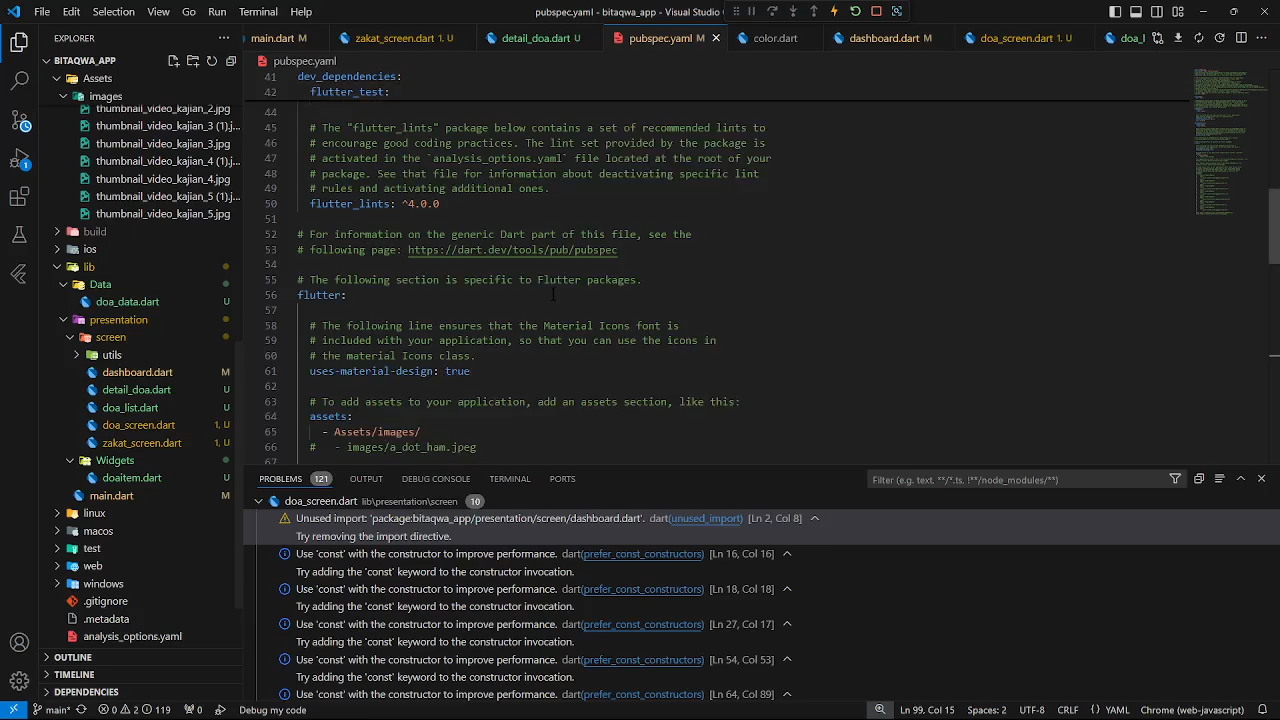 File Edit Selection View Go Run Terminal Help
pubspec.yaml (bitaqwa_app) - Visual Studio
EXPLORER
main.dart M
zakat_screen.dart 1, U
detail_doa.dart U
pubspec.yaml M
color.dart
dashboard.dart M
doa_screen.dart 1, U
doa_l
BITAQWA_APP
pubspec.yaml
Assets
images
thumbnail_video_kajian_2.jpg
thumbnail_video_kajian_3 (1).j...
thumbnail_video_kajian_3.jpg
thumbnail_video_kajian_4 (1).j...
thumbnail_video_kajian_4.jpg
thumbnail_video_kajian_5 (1).j...
thumbnail_video_kajian_5.jpg
build
ios
lib
Data
doa_data.dart U
presentation
screen
utils
dashboard.dart M
detail_doa.dart U
doa_list.dart U
doa_screen.dart 1, U
zakat_screen.dart 1, U
Widgets
doaitem.dart U
main.dart M
linux
macos
test
web
windows
.gitignore
.metadata
analysis_options.yaml
OUTLINE
TIMELINE
DEPENDENCIES
41 dev_dependencies:
42 flutter_test:
44
45 # The "flutter_lints" package below contains a set of recommended lints to
46 # encourage good coding practices. The lint set provided by the package is
47 # activated in the `analysis_options.yaml` file located at the root of your
48 # package. See that file for information about deactivating specific lint
49 # rules and activating additional ones.
50 flutter_lints: ^4.0.0
51
52 # For information on the generic Dart part of this file, see the
53 # following page: https://dart.dev/tools/pub/pubspec
54
55 # The following section is specific to Flutter packages.
56 flutter:
57
58 # The following line ensures that the Material Icons font is
59 # included with your application, so that you can use the icons in
60 # the material Icons class.
61 uses-material-design: true
62
63 # To add assets to your application, add an assets section, like this:
64 assets:
65 - Assets/images/
66 # - images/a_dot_ham.jpeg
67
PROBLEMS 121 OUTPUT DEBUG CONSOLE TERMINAL PORTS
Filter (e.g. text, **/*.ts, !**/node_modules/**)
doa_screen.dart lib\presentation\screen 10
Unused import: 'package:bitaqwa_app/presentation/screen/dashboard.dart'. dart(unused_import) [Ln 2, Col 8]
Try removing the import directive.
Use 'const' with the constructor to improve performance. dart(prefer_const_constructors) [Ln 16, Col 16]
Try adding the 'const' keyword to the constructor invocation.
Use 'const' with the constructor to improve performance. dart(prefer_const_constructors) [Ln 18, Col 18]
Try adding the 'const' keyword to the constructor invocation.
Use 'const' with the constructor to improve performance. dart(prefer_const_constructors) [Ln 27, Col 17]
Try adding the 'const' keyword to the constructor invocation.
Use 'const' with the constructor to improve performance. dart(prefer_const_constructors) [Ln 54, Col 53]
Try adding the 'const' keyword to the constructor invocation.
Use 'const' with the constructor to improve performance. dart(prefer_const_constructors) [Ln 64, Col 89]
main* 0 2 119 0 Debug my code
Ln 99, Col 15 Spaces: 2 UTF-8 CRLF {} YAML Chrome (web-javascript)